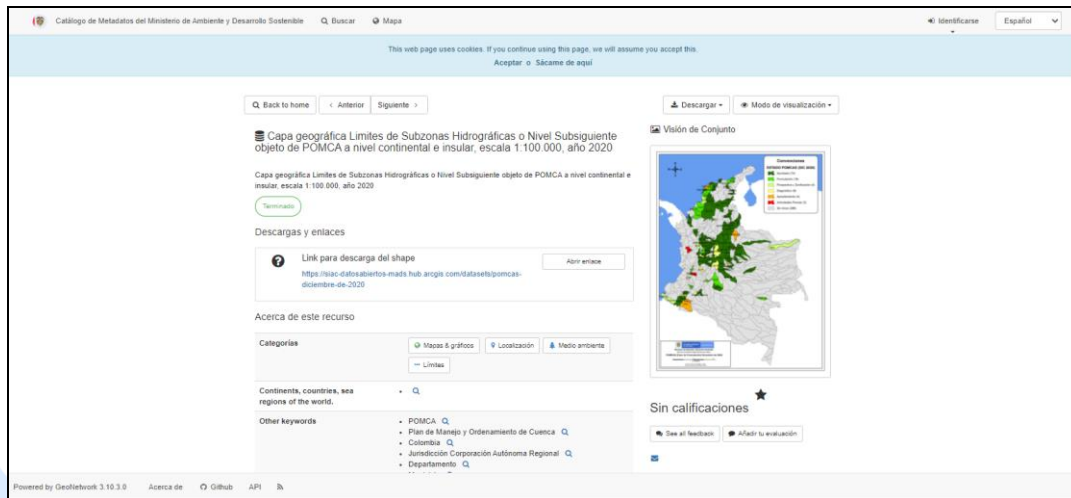 Catálogo de Metadatos del Ministerio de Ambiente y Desarrollo Sostenible Buscar Mapa Identificarse Español
This web page uses cookies. If you continue using this page, we will assume you accept this.
Aceptar o Sácame de aquí
Back to home Anterior Siguiente Descargar Modo de visualización
Capa geográfica Limites de Subzonas Hidrográficas o Nivel Subsiguiente
objeto de POMCA a nivel continental e insular, escala 1:100.000, año 2020
Capa geográfica Limites de Subzonas Hidrográficas o Nivel Subsiguiente objeto de POMCA a nivel continental e
insular, escala 1:100.000, año 2020
Terminado
Descargas y enlaces
Link para descarga del shape
Abrir enlace
https://siac-datosabiertos-mads.hub.arcgis.com/datasets/pomcas-
diciembre-de-2020
Acerca de este recurso
Categorías
Mapas & gráficos Localización Medio ambiente
Límites
Continents, countries, sea
regions of the world.
Other keywords
POMCA
Plan de Manejo y Ordenamiento de Cuenca
Colombia
Jurisdicción Corporación Autónoma Regional
Departamento
Visión de Conjunto
Convenciones
Sin calificaciones
See all feedback Añadir tu evaluación
Powered by GeoNetwork 3.10.3.0 Acerca de Github API